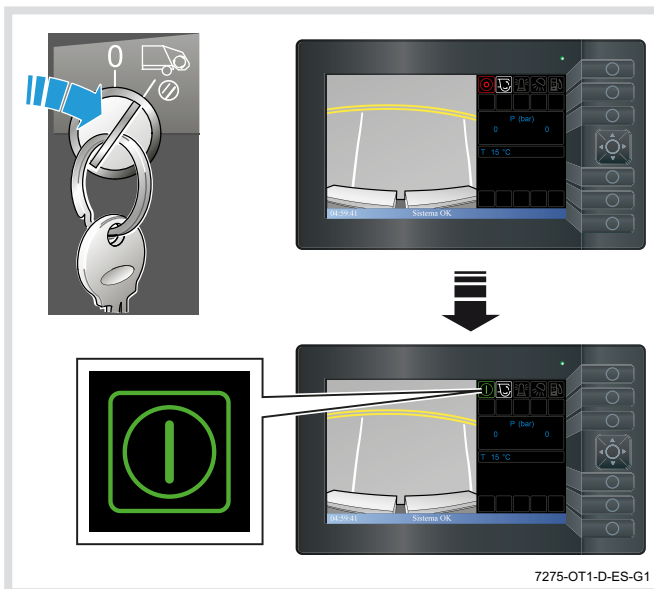 0
P (bar)
0 0
T 15 °C
04:59:41 Sistema OK
P (bar)
0 0
T 15 °C
04:59:41 Sistema OK
7275-OT1-D-ES-G1